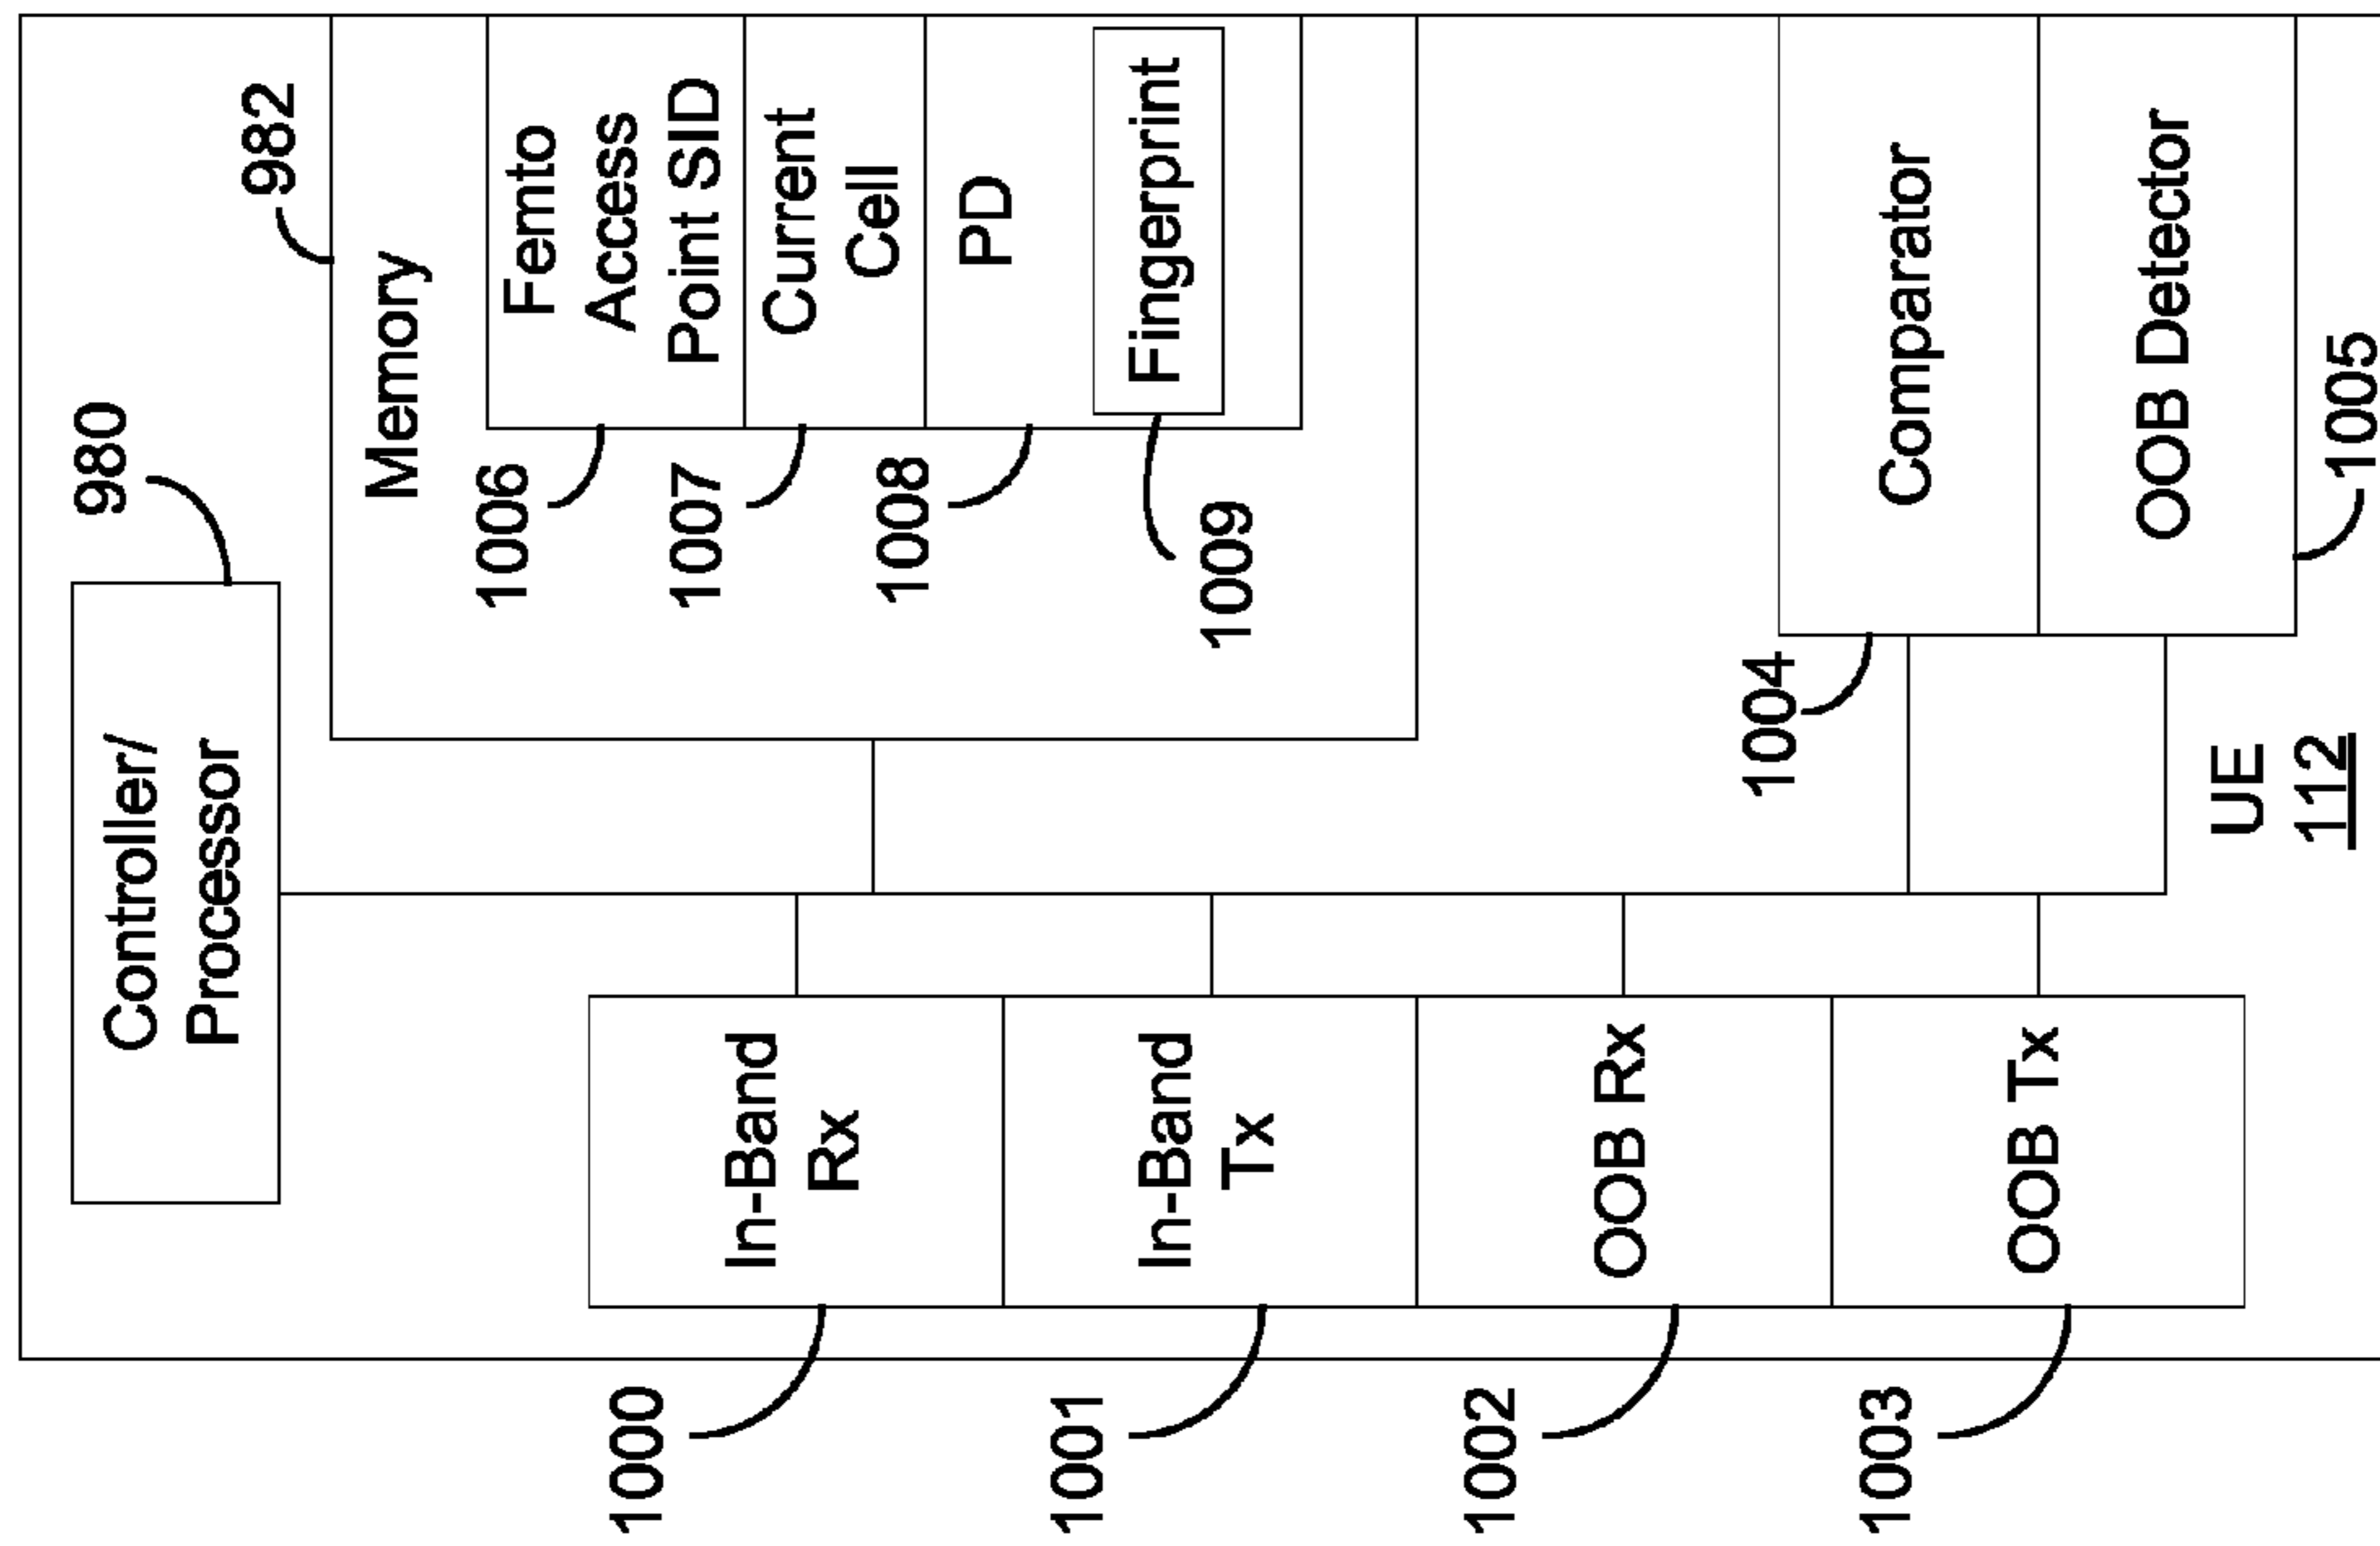 980
Controller/
Processor
982
Memory
1006
Femto
Access
Point SID
1007
Current
Cell
1008
PD
1009
Fingerprint
1000
In-Band
Rx
1001
In-Band
Tx
1002
OOB Rx
1003
OOB Tx
1004
Comparator
OOB Detector
1005
UE
112